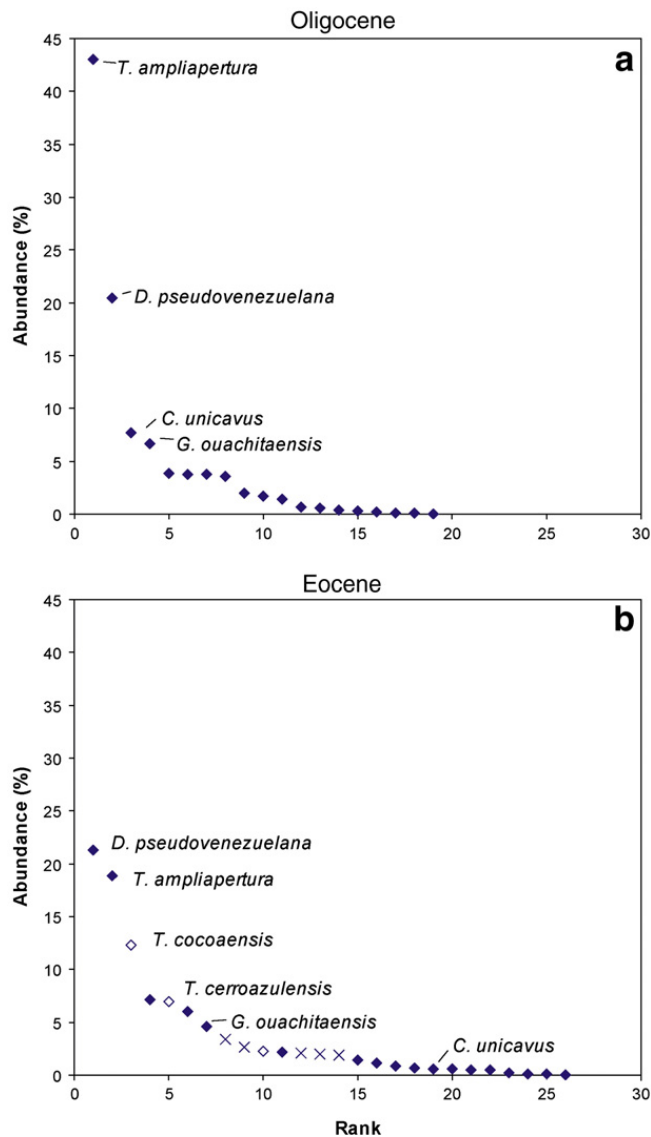 Oligocene
a
45
40
35
30
25
20
15
10
5
0
Abundance (%)
T. ampliapertura
D. pseudovenezuelana
C. unicavus
G. ouachitaensis
0 5 10 15 20 25 30
Eocene
b
45
40
35
30
25
20
15
10
5
0
Abundance (%)
D. pseudovenezuelana
T. ampliapertura
T. cocoaensis
T. cerroazulensis
G. ouachitaensis
C. unicavus
0 5 10 15 20 25 30
Rank